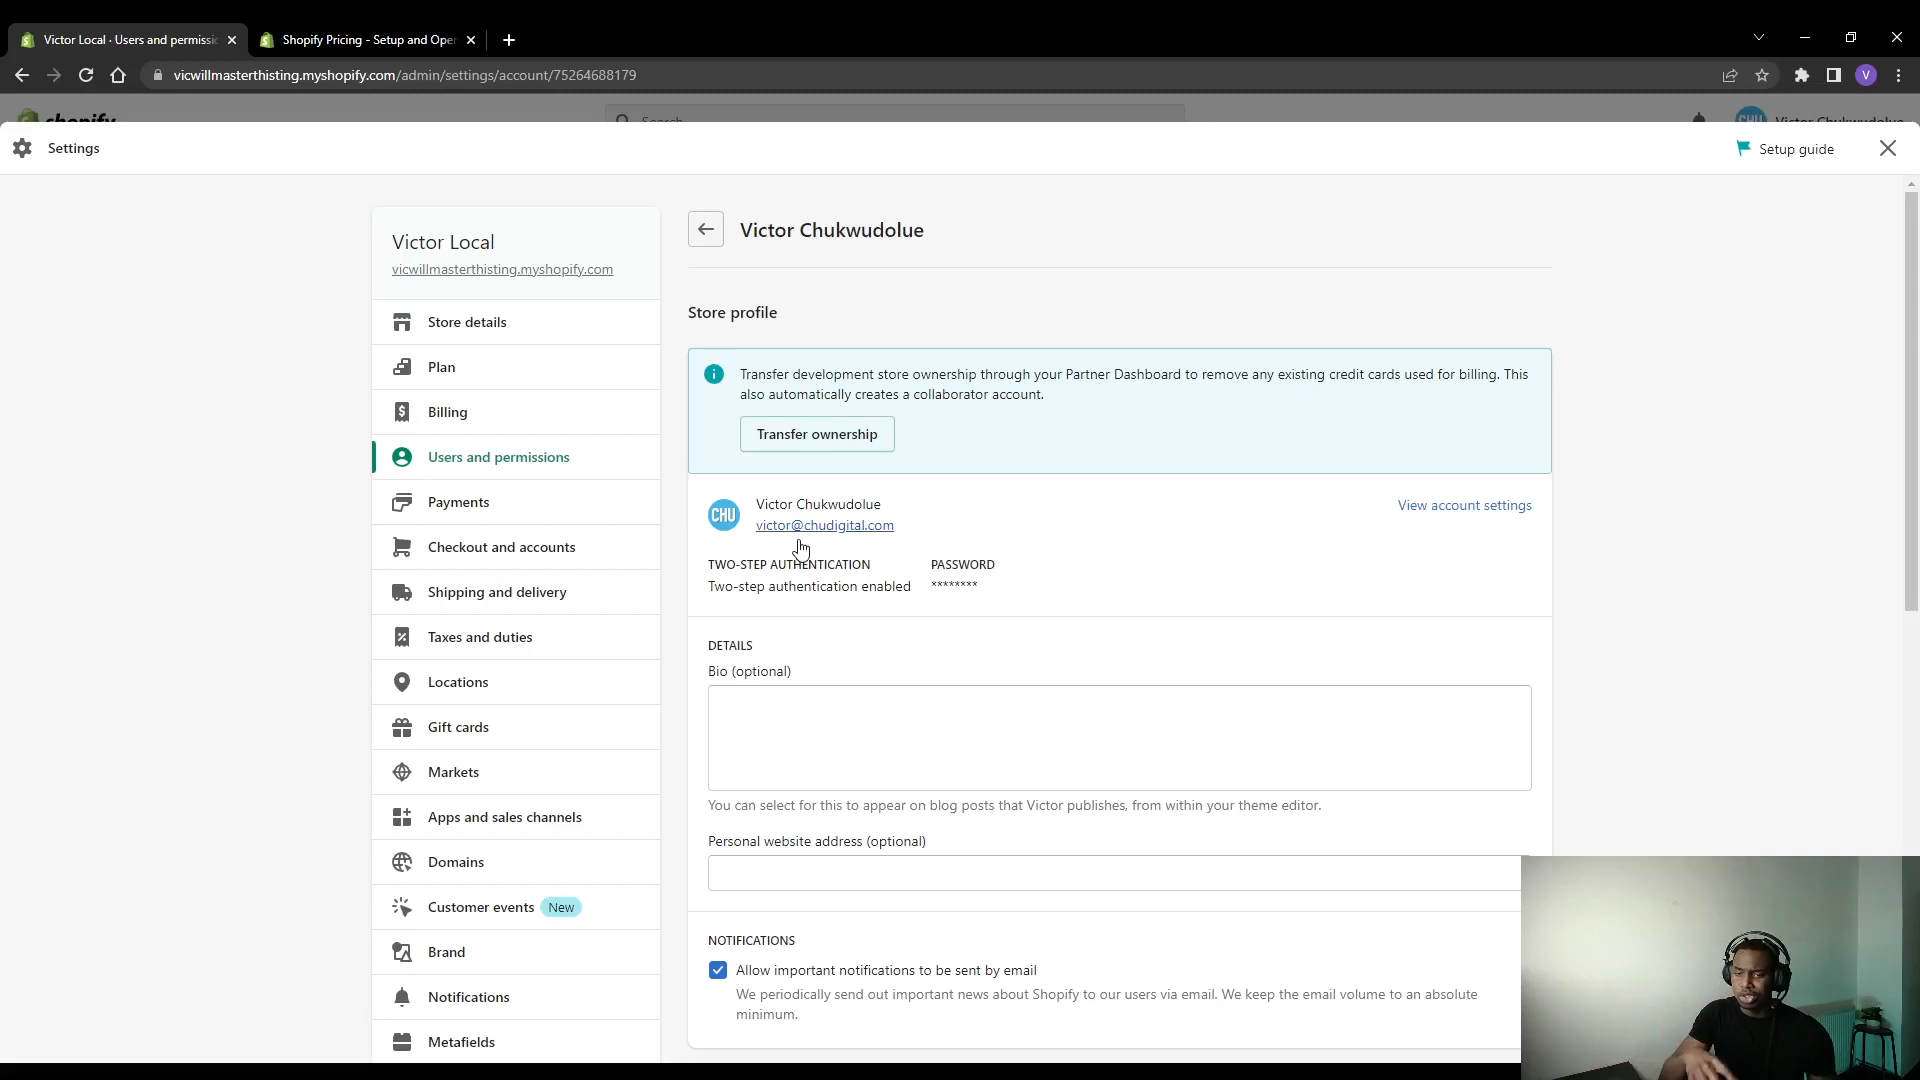 Victor Local · Users and permissi
Shopify Pricing - Setup and Oper
vicwillmasterthisting.myshopify.com/admin/settings/account/75264688179
V
shopify
Search
CHU
Victor Chukwudolue
Settings
Setup guide
Victor Local
vicwillmasterthisting.myshopify.com
Store details
Plan
Billing
Users and permissions
Payments
Checkout and accounts
Shipping and delivery
Taxes and duties
Locations
Gift cards
Markets
Apps and sales channels
Domains
Customer events New
Brand
Notifications
Metafields
Victor Chukwudolue
Store profile
Transfer development store ownership through your Partner Dashboard to remove any existing credit cards used for billing. This
also automatically creates a collaborator account.
Transfer ownership
CHU
Victor Chukwudolue
victor@chudigital.com
View account settings
TWO-STEP AUTHENTICATION
Two-step authentication enabled
PASSWORD
********
DETAILS
Bio (optional)
You can select for this to appear on blog posts that Victor publishes, from within your theme editor.
Personal website address (optional)
NOTIFICATIONS
Allow important notifications to be sent by email
We periodically send out important news about Shopify to our users via email. We keep the email volume to an absolute
minimum.